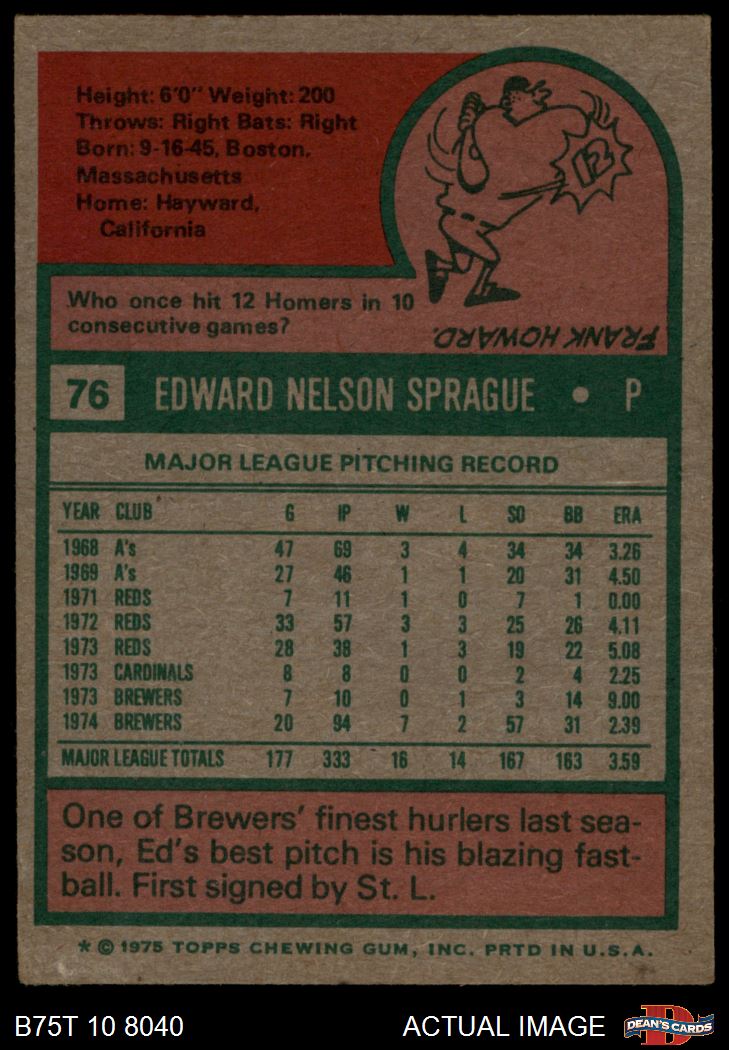 Height: 6'0" Weight: 200
Throws: Right Bats: Right
Born: 9-16-45, Boston,
Massachusetts
Home: Hayward,
California
12
Who once hit 12 Homers in 10
consecutive games?
FRANK HOWARD.
76 EDWARD NELSON SPRAGUE • P
MAJOR LEAGUE PITCHING RECORD
YEAR CLUB G IP W L SO BB ERA
1968 A's 47 69 3 4 34 34 3.26
1969 A's 27 46 1 1 20 31 4.50
1971 REDS 7 11 1 0 7 1 0.00
1972 REDS 33 57 3 3 25 26 4.11
1973 REDS 28 38 1 3 19 22 5.08
1973 CARDINALS 8 8 0 0 2 4 2.25
1973 BREWERS 7 10 0 1 3 14 9.00
1974 BREWERS 20 94 7 2 57 31 2.39
MAJOR LEAGUE TOTALS 177 333 16 14 167 163 3.59
One of Brewers' finest hurlers last sea-
son, Ed's best pitch is his blazing fast-
ball. First signed by St. L.
* © 1975 TOPPS CHEWING GUM, INC. PRTD IN U.S.A.
B75T 10 8040 ACTUAL IMAGE D DEAN'S CARDS